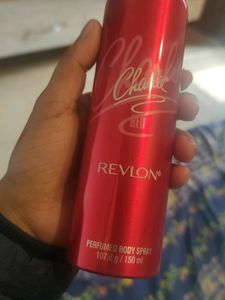 Charlie
RED
REVLON®
PERFUMED BODY SPRAY
107.6 g / 150 ml